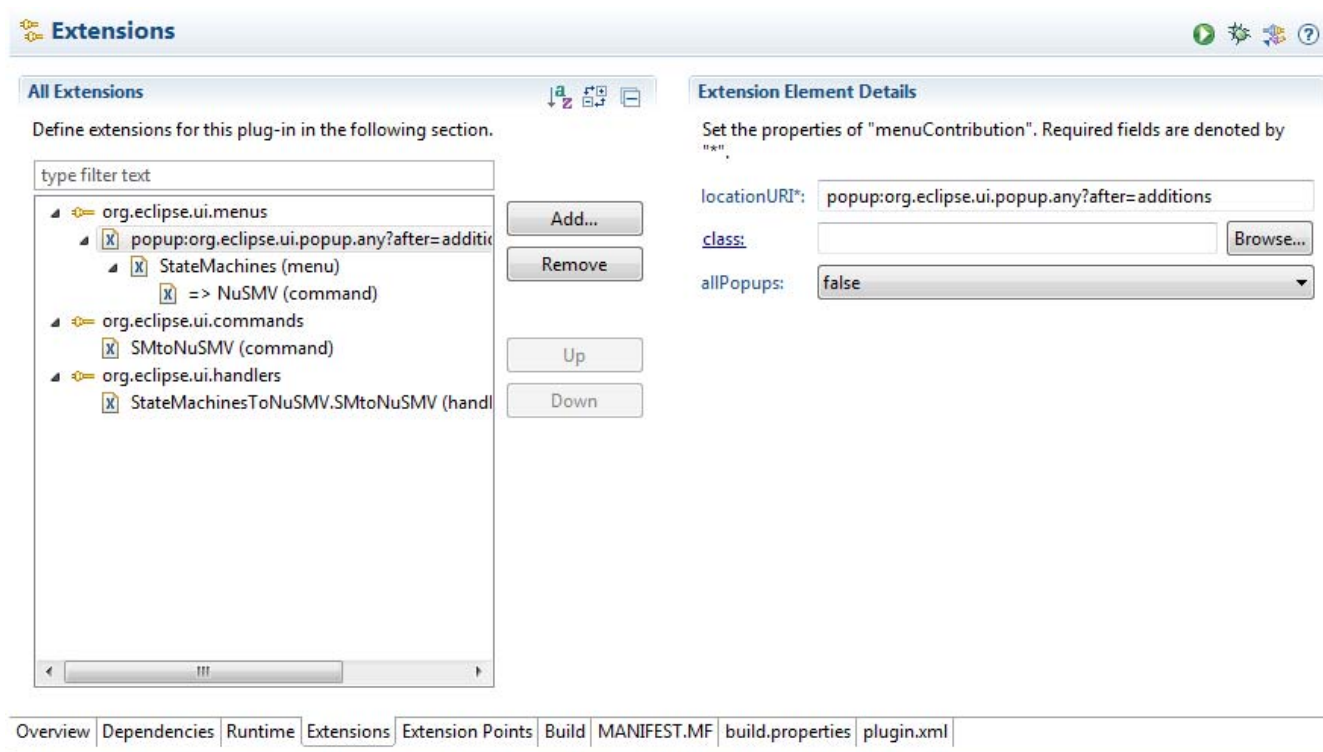 Extensions
All Extensions
Define extensions for this plug-in in the following section.
type filter text
org.eclipse.ui.menus
popup:org.eclipse.ui.popup.any?after=additic
StateMachines (menu)
=> NuSMV (command)
org.eclipse.ui.commands
SMtoNuSMV (command)
org.eclipse.ui.handlers
StateMachinesToNuSMV.SMtoNuSMV (handl
Add...
Remove
Up
Down
Extension Element Details
Set the properties of "menuContribution". Required fields are denoted by
"*".
locationURI*: popup:org.eclipse.ui.popup.any?after=additions
class: Browse...
allPopups: false
Overview Dependencies Runtime Extensions Extension Points Build MANIFEST.MF build.properties plugin.xml